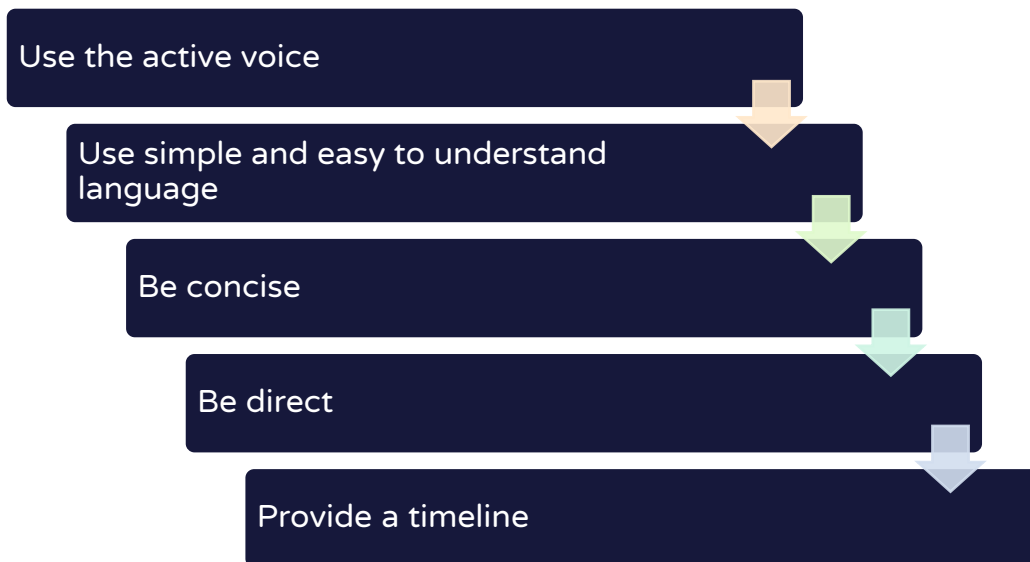 Use the active voice
Use simple and easy to understand
language
Be concise
Be direct
Provide a timeline